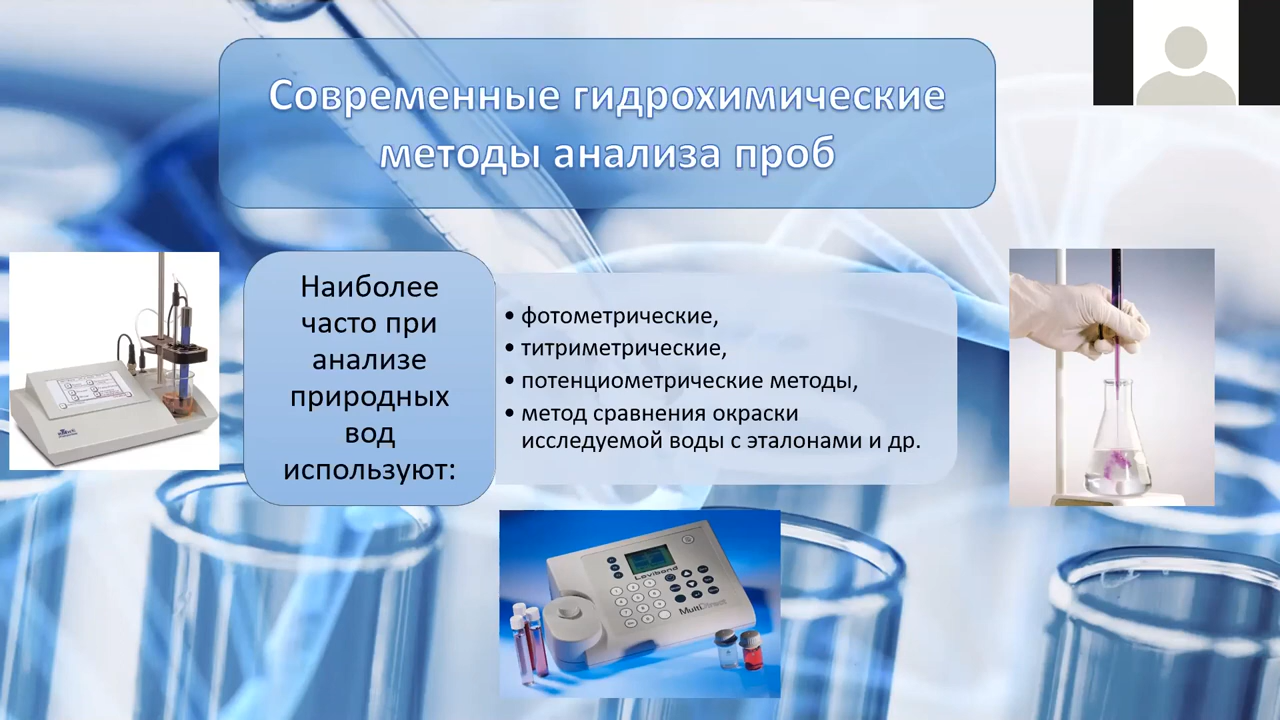 Современные гидрохимические
методы анализа проб
Наиболее
часто при
анализе
природных
вод
используют:
• фотометрические,
• титриметрические,
• потенциометрические методы,
• метод сравнения окраски
исследуемой воды с эталонами и др.
Lovibond
MultiDirect